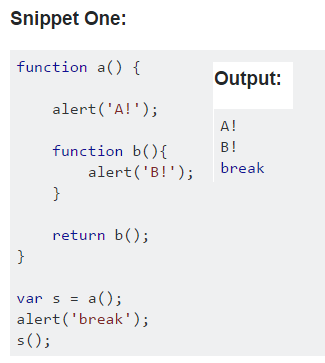 Snippet One:
function a() {
alert('A!');
function b(){
alert('B!');
}
return b();
}
var s = a();
alert('break');
s();
Output:
A!
B!
break